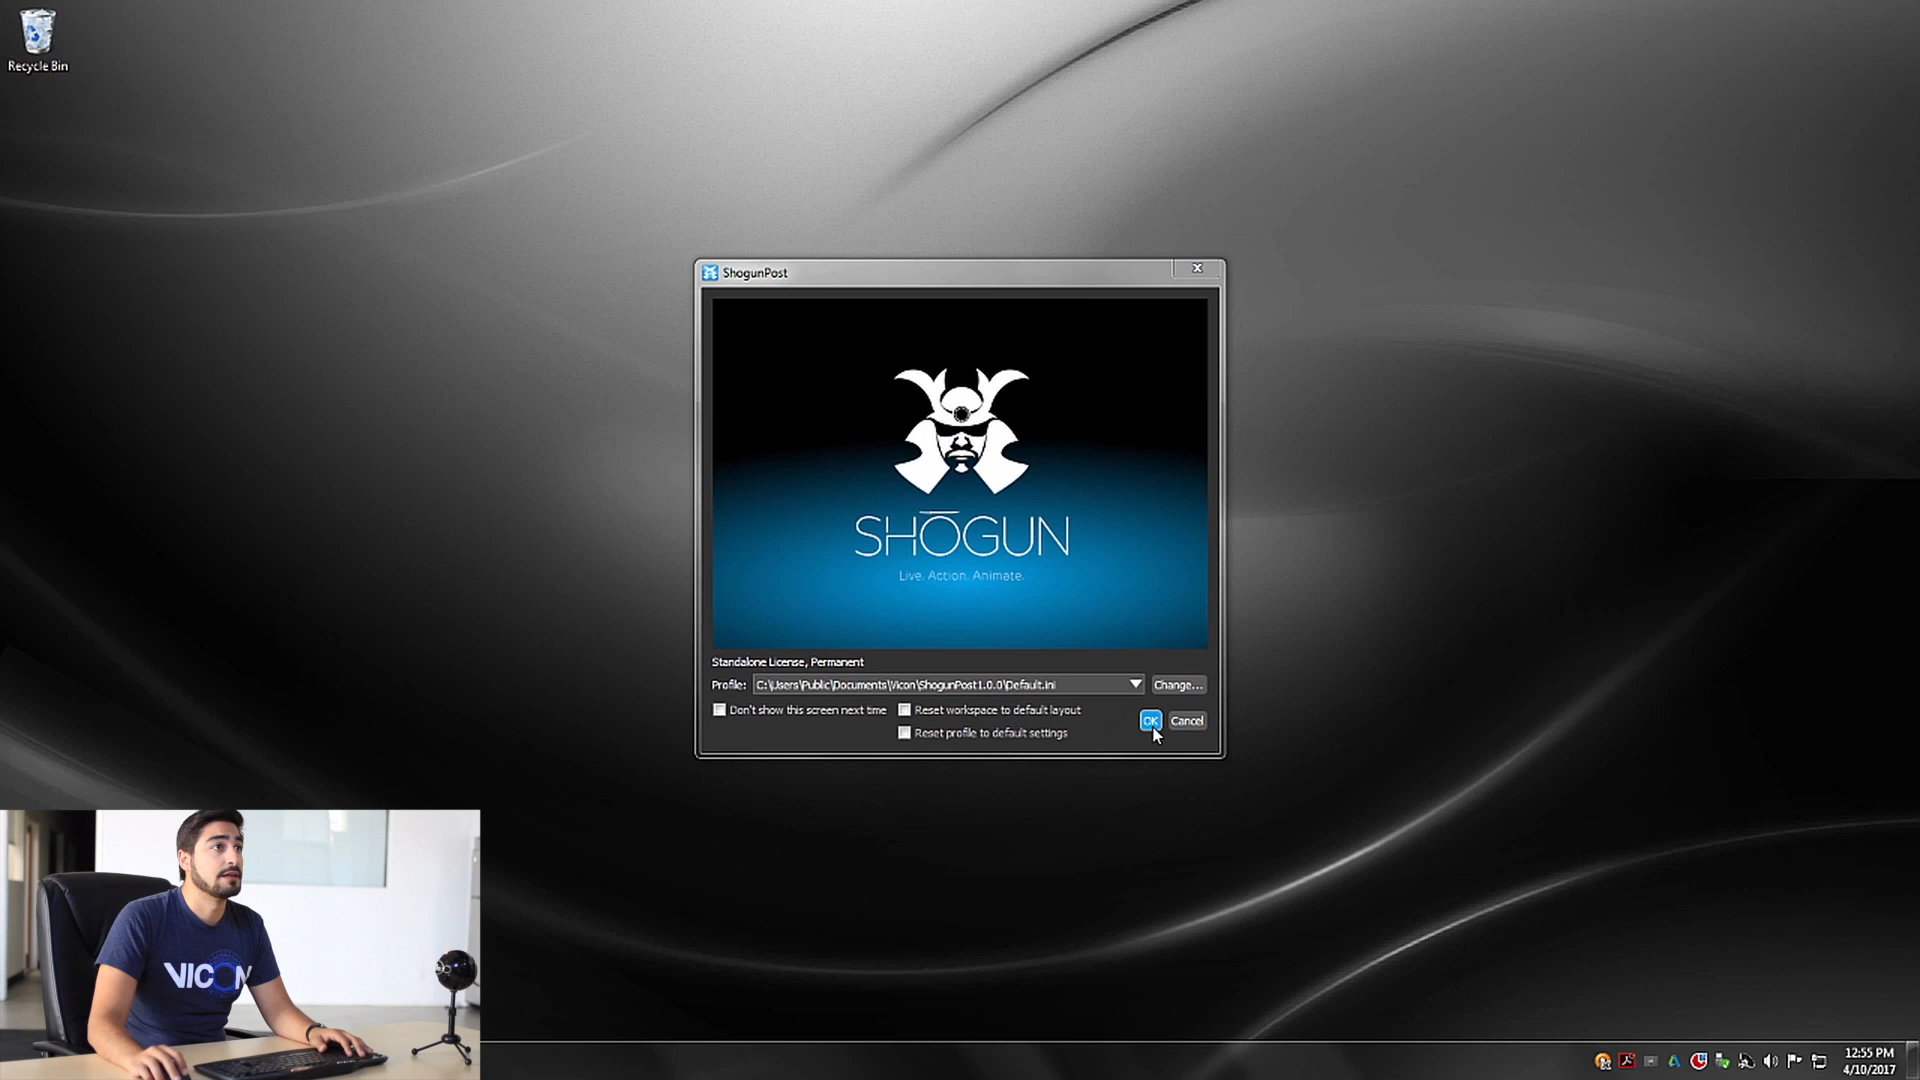 Recycle Bin
ShogunPost
SHŌGUN
Live. Action. Animate.
Standalone License, Permanent
Profile: C:\Users\Public\Documents\Vicon\ShogunPost1.0.0\Default.ini Change...
Don't show this screen next time Reset workspace to default layout
OK Cancel
Reset profile to default settings
VICON
12:55 PM
4/10/2017